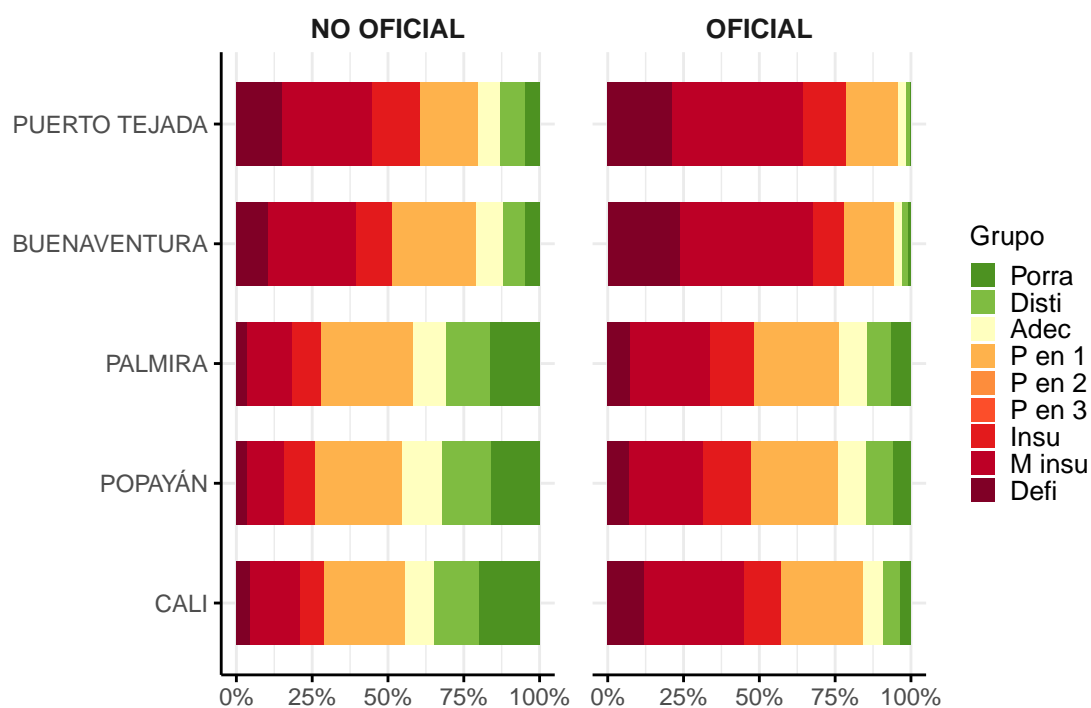 NO OFICIAL
OFICIAL
PUERTO TEJADA
BUENAVENTURA
PALMIRA
POPAYÁN
CALI
0% 25% 50% 75% 100%
0% 25% 50% 75% 100%
Grupo
Porra
Disti
Adec
P en 1
P en 2
P en 3
Insu
M insu
Defi